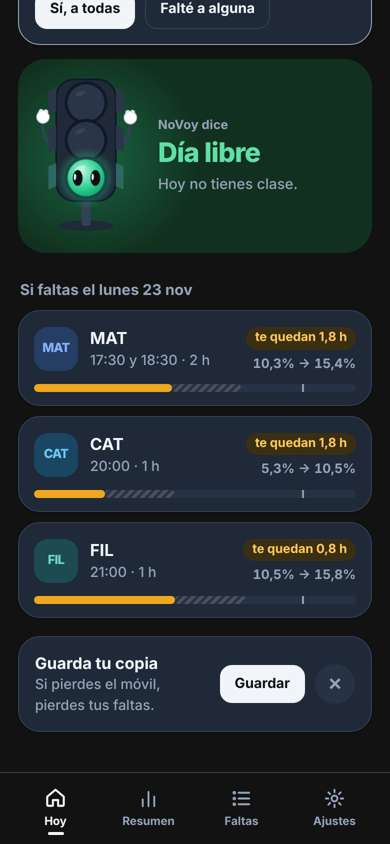 Sí, a todas
Falté a alguna
NoVoy dice
Día libre
Hoy no tienes clase.
Si faltas el lunes 23 nov
MAT
MAT
17:30 y 18:30 · 2 h
te quedan 1,8 h
10,3% → 15,4%
CAT
CAT
20:00 · 1 h
te quedan 1,8 h
5,3% → 10,5%
FIL
FIL
21:00 · 1 h
te quedan 0,8 h
10,5% → 15,8%
Guarda tu copia
Si pierdes el móvil,
pierdes tus faltas.
Guardar
Hoy
Resumen
Faltas
Ajustes